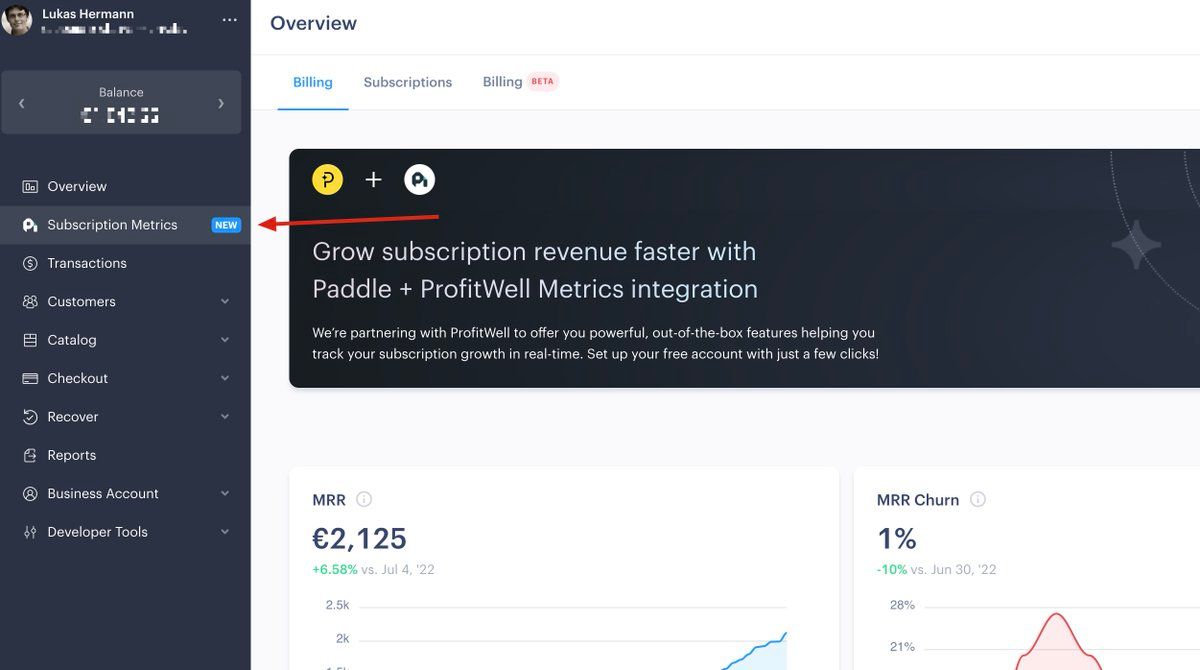 Lukas Hermann
Balance
Overview
Subscription Metrics NEW
Transactions
Customers
Catalog
Checkout
Recover
Reports
Business Account
Developer Tools
Overview
Billing Subscriptions Billing BETA
Grow subscription revenue faster with
Paddle + ProfitWell Metrics integration
We’re partnering with ProfitWell to offer you powerful, out-of-the-box features helping you
track your subscription growth in real-time. Set up your free account with just a few clicks!
MRR
€2,125
+6.58% vs. Jul 4, '22
2.5k
2k
MRR Churn
1%
-10% vs. Jun 30, '22
28%
21%